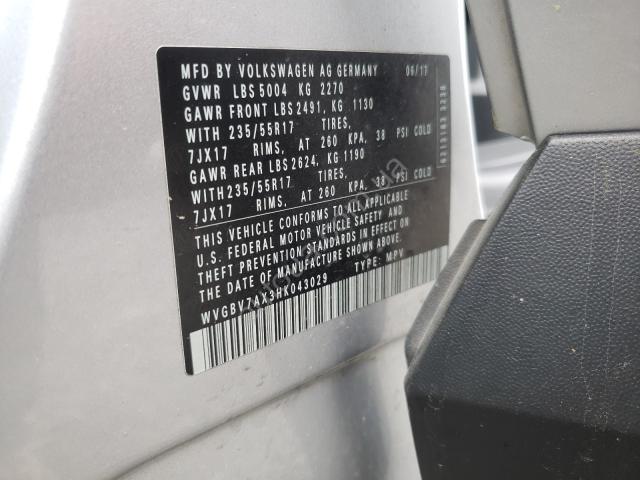 MFD BY VOLKSWAGEN AG GERMANY 06/17
GVWR LBS 5004 KG 2270
GAWR FRONT LBS 2491, KG 1130
WITH 235/55R17 TIRES,
7JX17 RIMS, AT 260 KPA, 38 PSI COLD
GAWR REAR LBS 2624, KG 1190
WITH 235/55R17 TIRES,
7JX17 RIMS, AT 260 KPA, 38 PSI COLD
THIS VEHICLE CONFORMS TO ALL APPLICABLE
U.S. FEDERAL MOTOR VEHICLE SAFETY AND
THEFT PREVENTION STANDARDS IN EFFECT ON
THE DATE OF MANUFACTURE SHOWN ABOVE.
WVGBV7AX3HK043029 TYPE: MPV